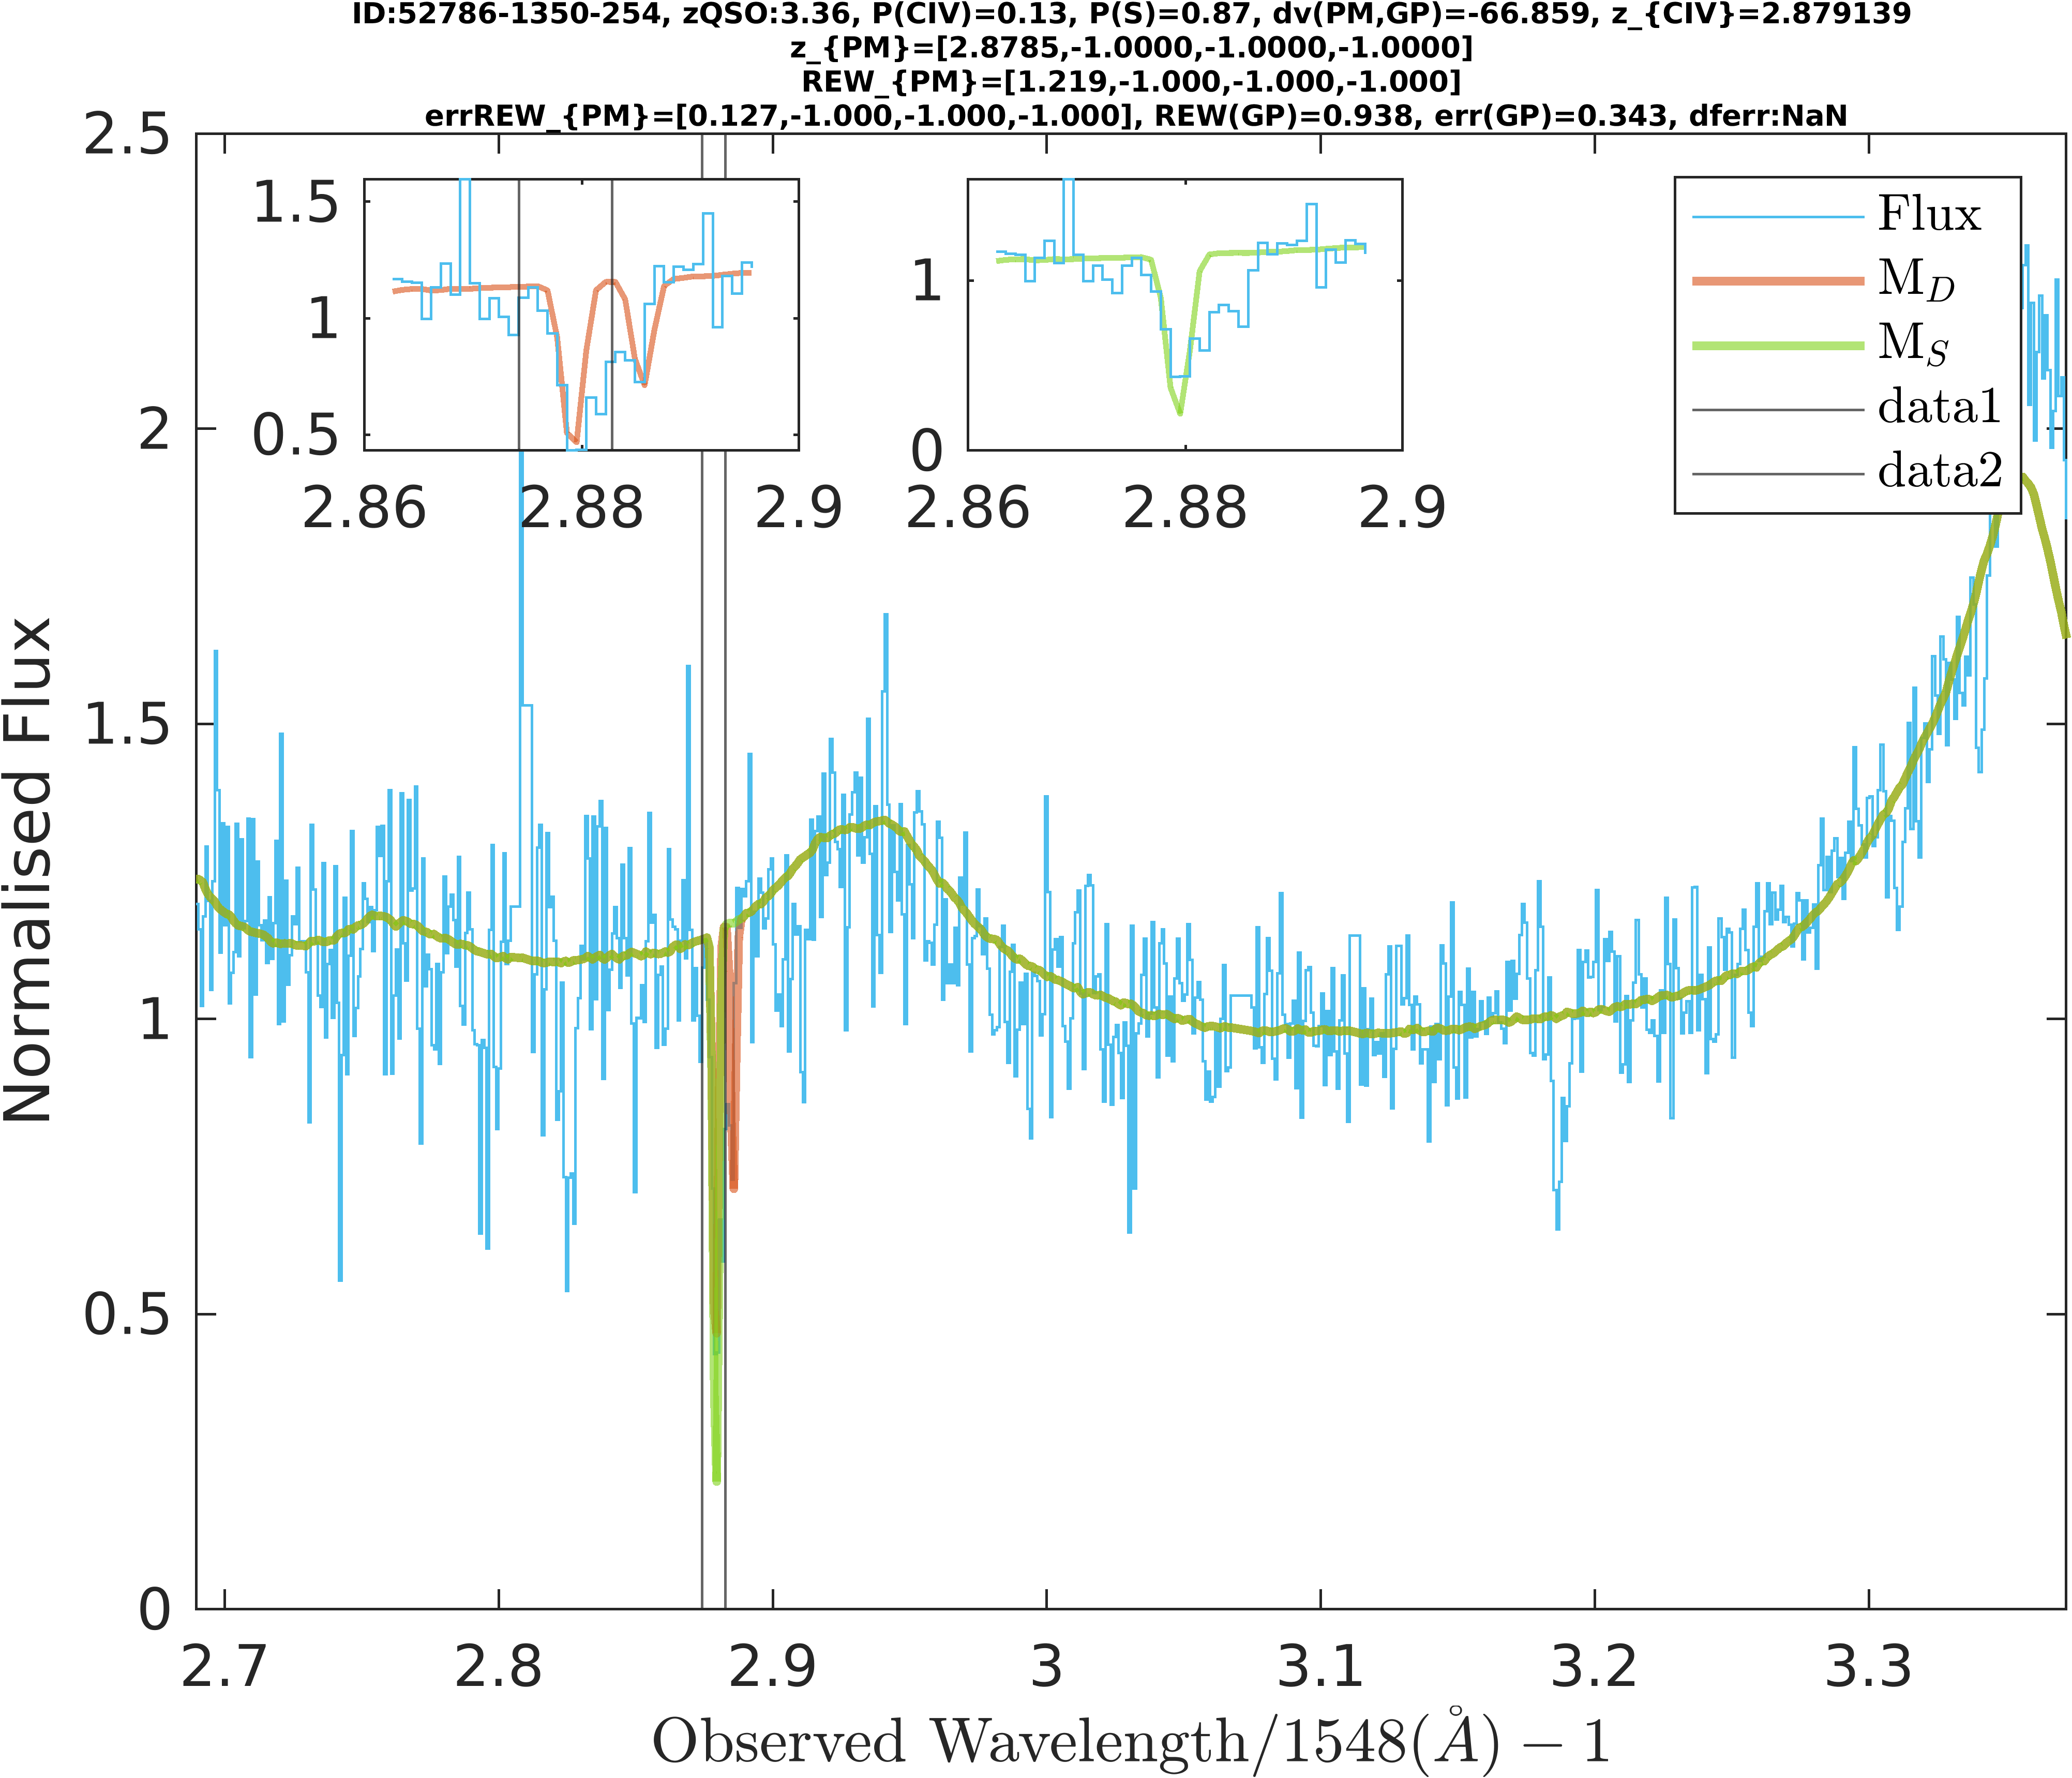 ID:52786-1350-254, zQSO:3.36, P(CIV)=0.13, P(S)=0.87, dv(PM,GP)=-66.859, z_{CIV}=2.879139
z_{PM}=[2.8785,-1.0000,-1.0000,-1.0000]
REW_{PM}=[1.219,-1.000,-1.000,-1.000]
errREW_{PM}=[0.127,-1.000,-1.000,-1.000], REW(GP)=0.938, err(GP)=0.343, dferr:NaN
2.5
2
1.5
1
0.5
0
Normalised Flux
1.5
1
0.5
2.86 2.88 2.9
1
0
2.86 2.88 2.9
Flux
M_D
M_S
data1
data2
2.7 2.8 2.9 3 3.1 3.2 3.3
Observed Wavelength/1548(Å) − 1